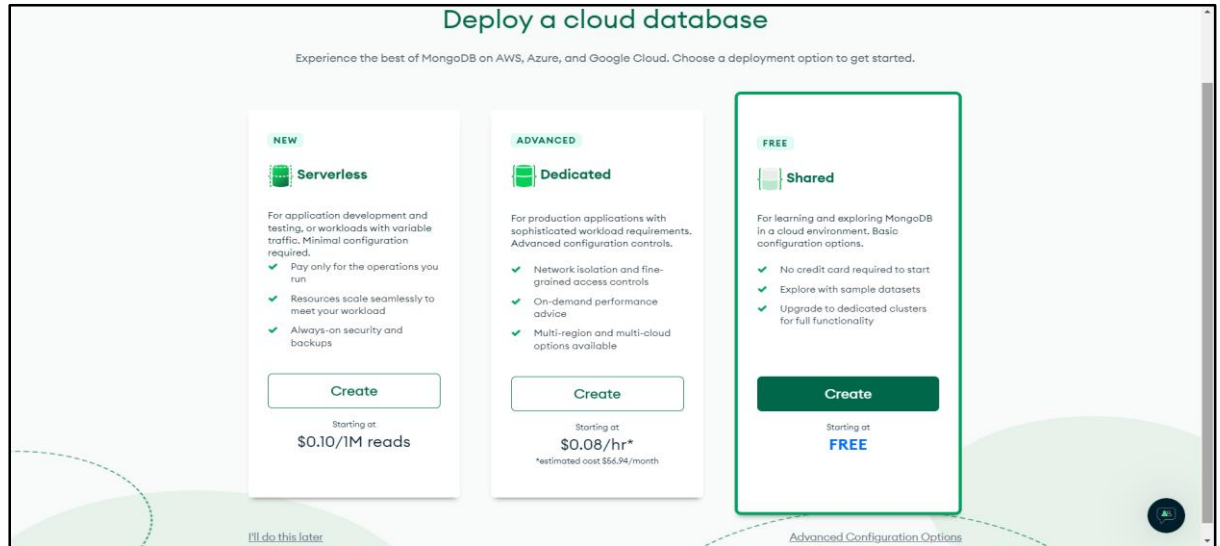 Deploy a cloud database
Experience the best of MongoDB on AWS, Azure, and Google Cloud. Choose a deployment option to get started.
NEW
Serverless
For application development and
testing, or workloads with variable
traffic. Minimal configuration
required.
Pay only for the operations you
run
Resources scale seamlessly to
meet your workload
Always-on security and
backups
Create
Starting at
$0.10/1M reads
ADVANCED
Dedicated
For production applications with
sophisticated workload requirements.
Advanced configuration controls.
Network isolation and fine-
grained access controls
On-demand performance
advice
Multi-region and multi-cloud
options available
Create
Starting at
$0.08/hr*
*estimated cost $56.94/month
FREE
Shared
For learning and exploring MongoDB
in a cloud environment. Basic
configuration options.
No credit card required to start
Explore with sample datasets
Upgrade to dedicated clusters
for full functionality
Create
Starting at
FREE
I'll do this later
Advanced Configuration Options